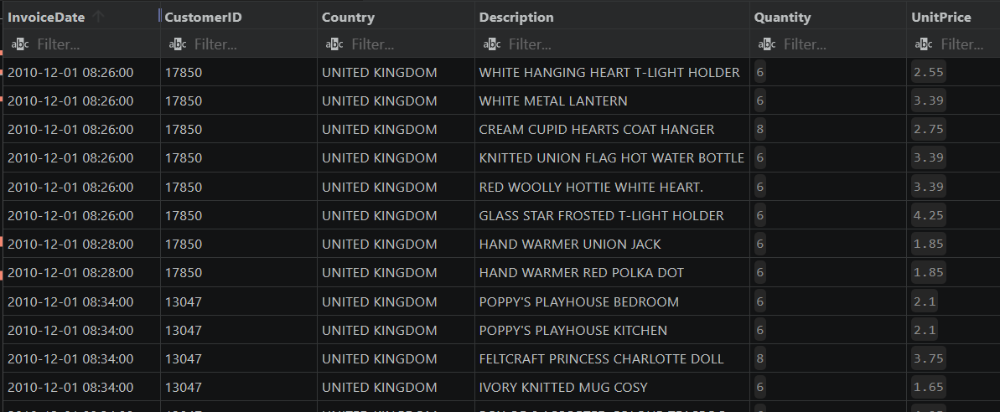 InvoiceDate CustomerID Country Description Quantity UnitPrice
abc Filter... abc Filter... abc Filter... abc Filter... abc Filter... abc Filter...
2010-12-01 08:26:00 17850 UNITED KINGDOM WHITE HANGING HEART T-LIGHT HOLDER 6 2.55
2010-12-01 08:26:00 17850 UNITED KINGDOM WHITE METAL LANTERN 6 3.39
2010-12-01 08:26:00 17850 UNITED KINGDOM CREAM CUPID HEARTS COAT HANGER 8 2.75
2010-12-01 08:26:00 17850 UNITED KINGDOM KNITTED UNION FLAG HOT WATER BOTTLE 6 3.39
2010-12-01 08:26:00 17850 UNITED KINGDOM RED WOOLLY HOTTIE WHITE HEART. 6 3.39
2010-12-01 08:26:00 17850 UNITED KINGDOM GLASS STAR FROSTED T-LIGHT HOLDER 6 4.25
2010-12-01 08:28:00 17850 UNITED KINGDOM HAND WARMER UNION JACK 6 1.85
2010-12-01 08:28:00 17850 UNITED KINGDOM HAND WARMER RED POLKA DOT 6 1.85
2010-12-01 08:34:00 13047 UNITED KINGDOM POPPY'S PLAYHOUSE BEDROOM 6 2.1
2010-12-01 08:34:00 13047 UNITED KINGDOM POPPY'S PLAYHOUSE KITCHEN 6 2.1
2010-12-01 08:34:00 13047 UNITED KINGDOM FELTCRAFT PRINCESS CHARLOTTE DOLL 8 3.75
2010-12-01 08:34:00 13047 UNITED KINGDOM IVORY KNITTED MUG COSY 6 1.65